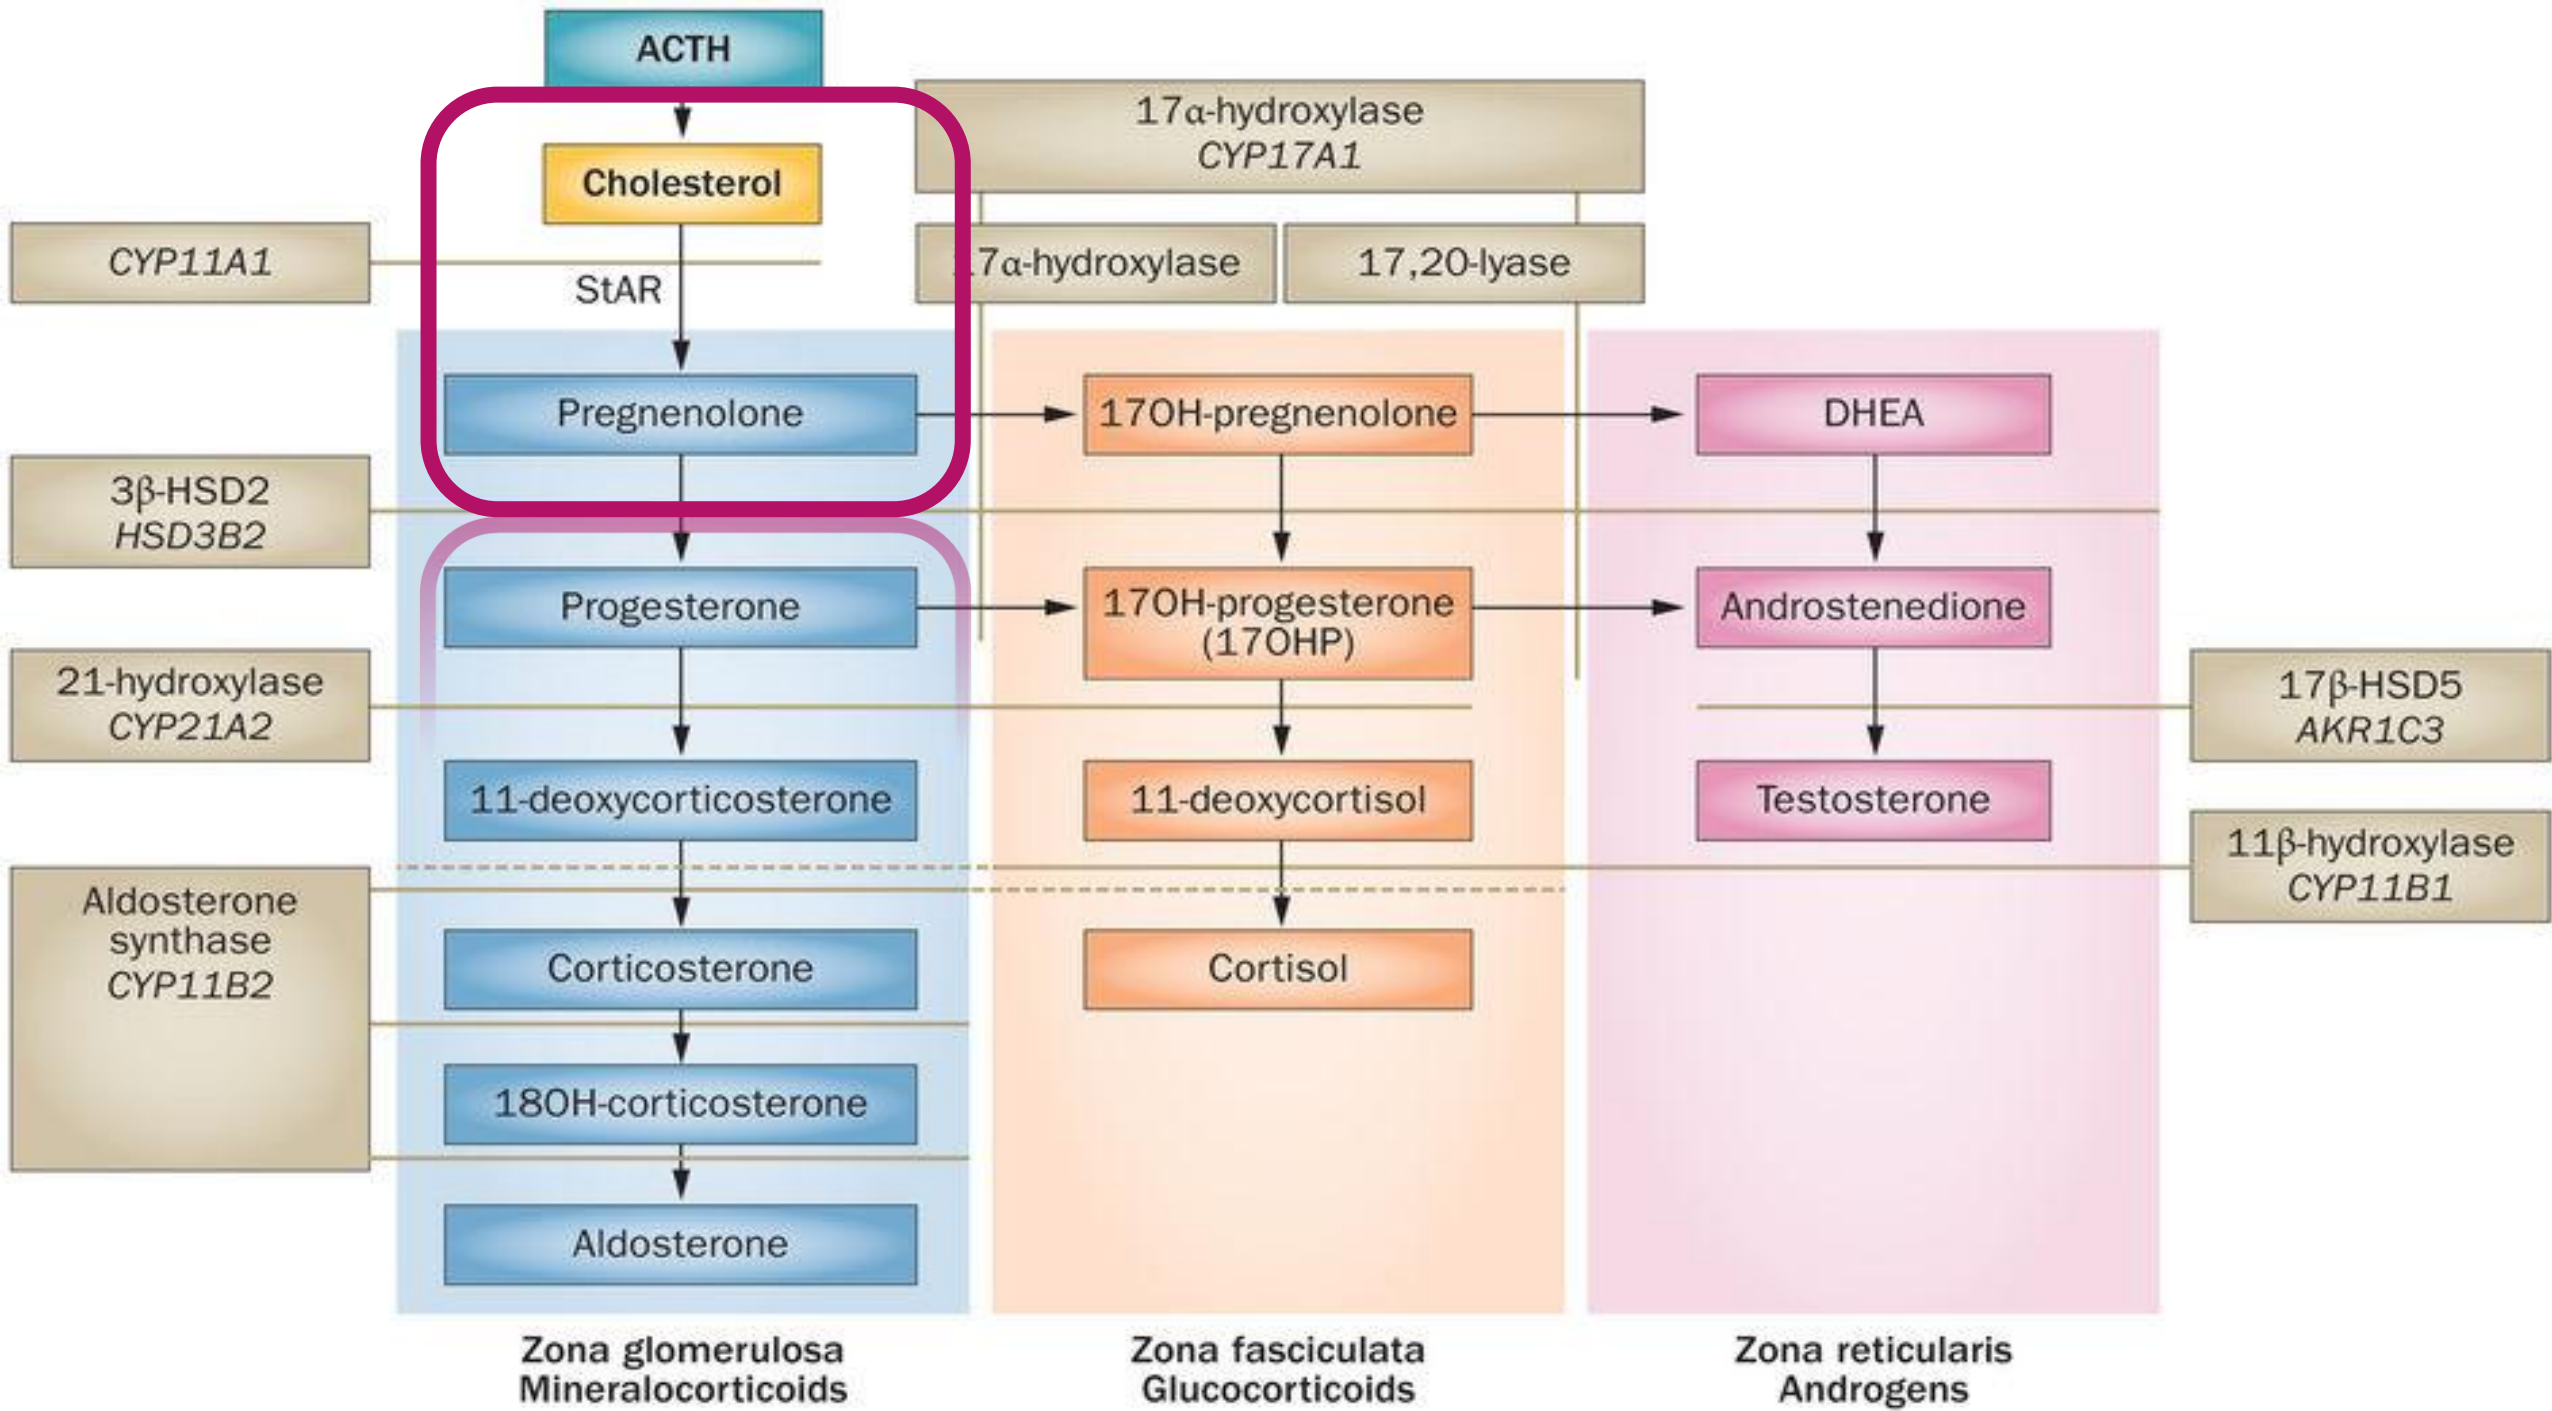 ACTH
17α-hydroxylase
CYP17A1
Cholesterol
CYP11A1
StAR
17α-hydroxylase
17,20-lyase
Pregnenolone
17OH-pregnenolone
DHEA
3β-HSD2
HSD3B2
Progesterone
17OH-progesterone
(17OHP)
Androstenedione
21-hydroxylase
CYP21A2
17β-HSD5
AKR1C3
11-deoxycorticosterone
11-deoxycortisol
Testosterone
11β-hydroxylase
CYP11B1
Aldosterone
synthase
CYP11B2
Corticosterone
Cortisol
18OH-corticosterone
Aldosterone
Zona glomerulosa
Mineralocorticoids
Zona fasciculata
Glucocorticoids
Zona reticularis
Androgens